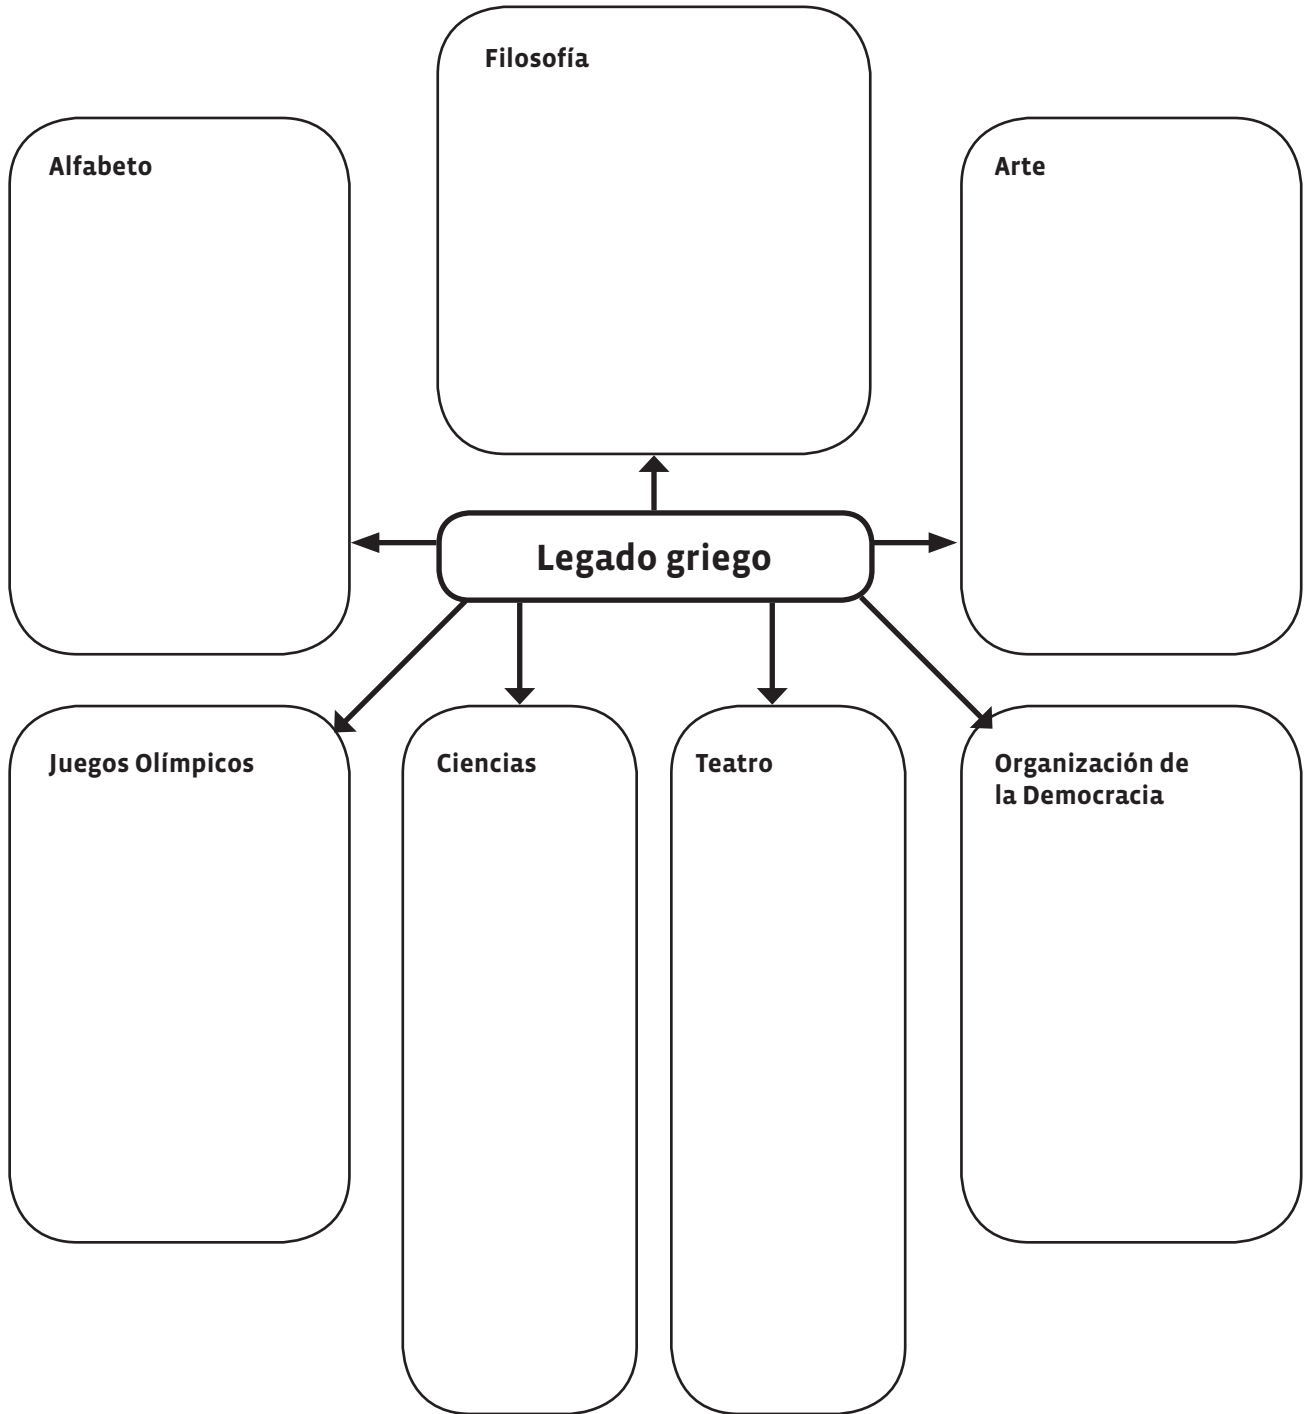 Filosofía
Alfabeto
Arte
Legado griego
Juegos Olímpicos
Ciencias
Teatro
Organización de
la Democracia